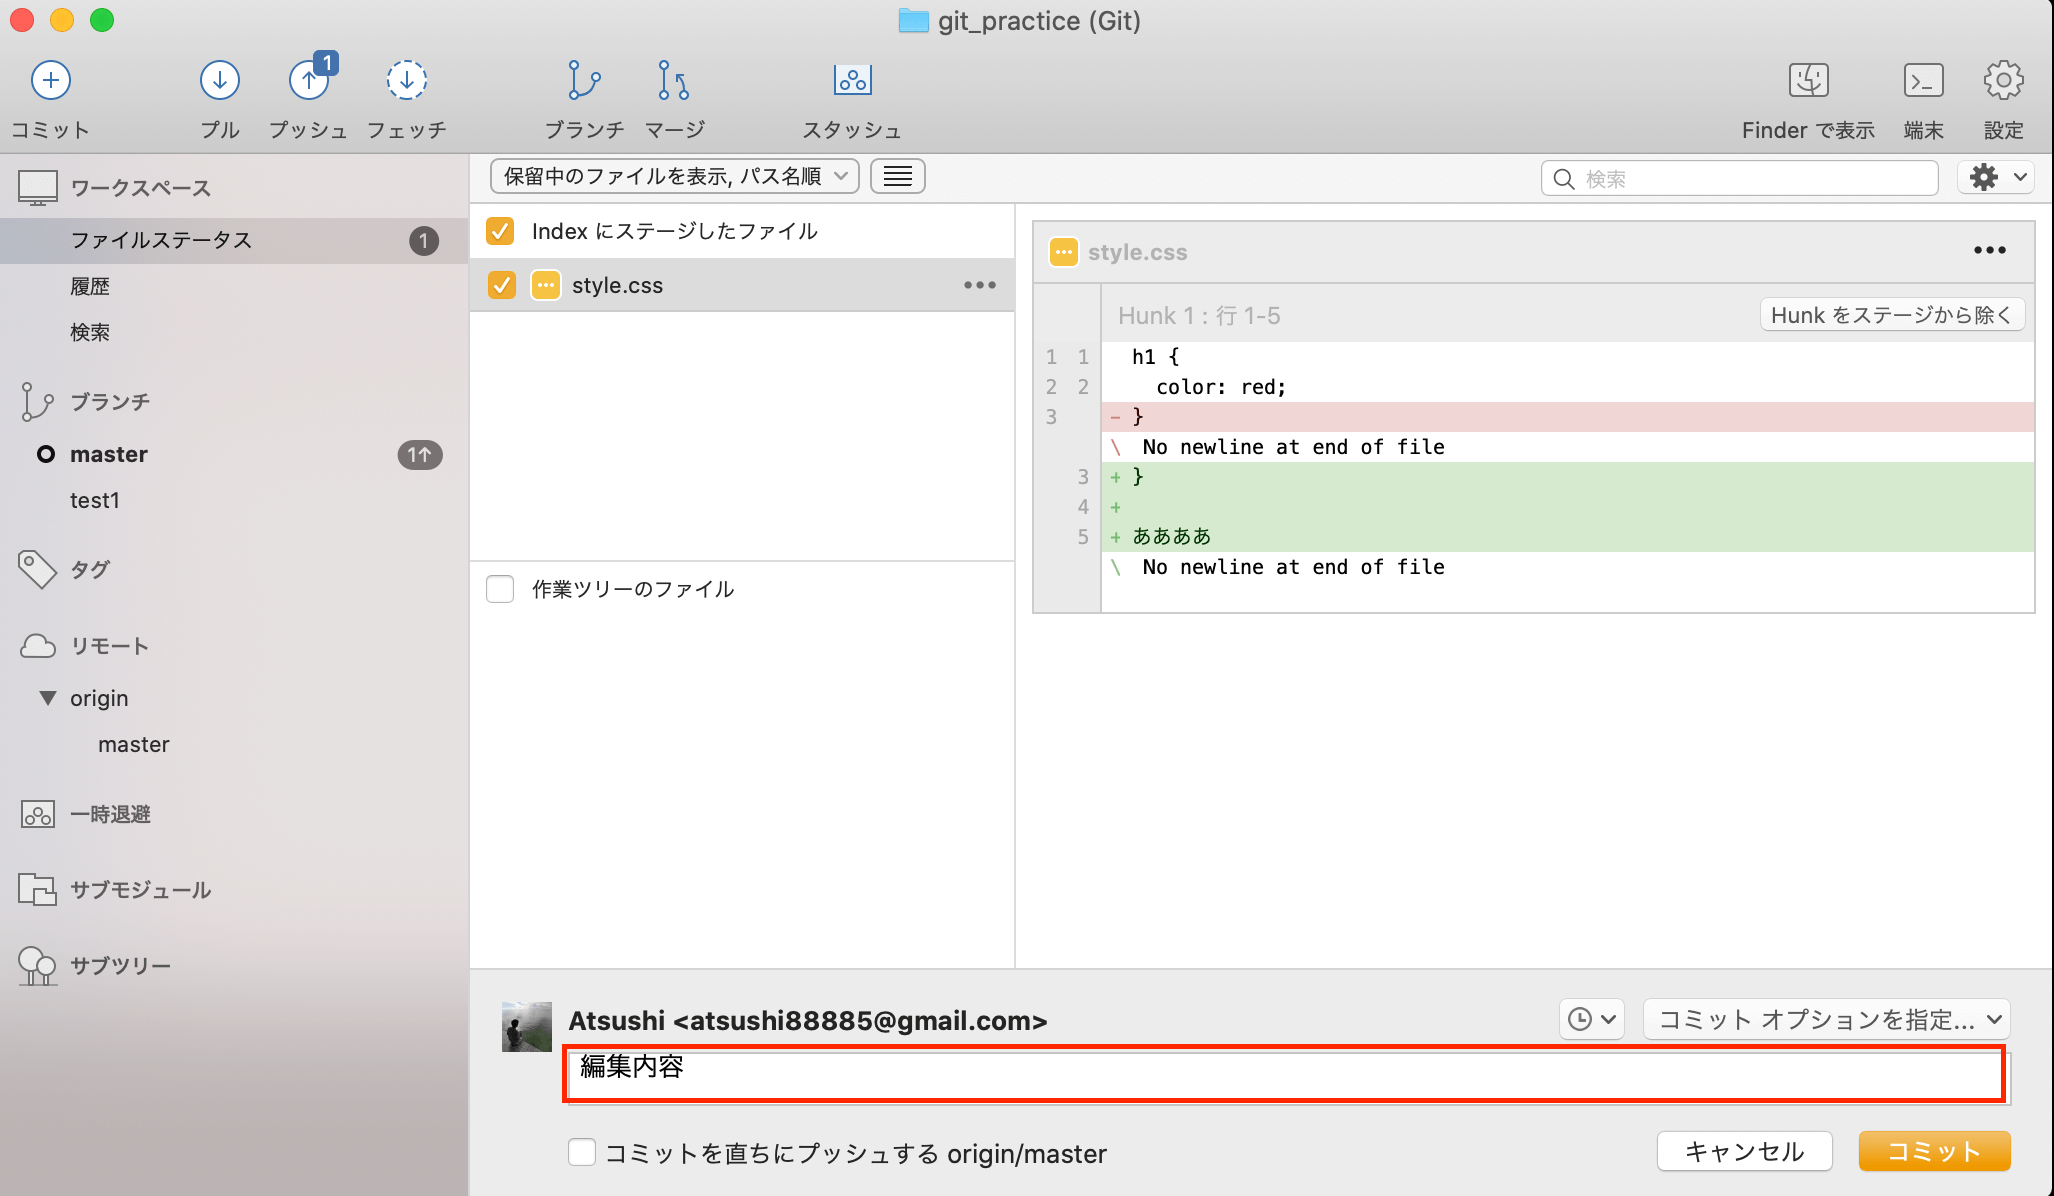 git_practice (Git)
1
コミット
プル
プッシュ
フェッチ
ブランチ
マージ
スタッシュ
Finder で表示
端末
設定
ワークスペース
ファイルステータス 1
履歴
検索
ブランチ
master 1↑
test1
タグ
リモート
origin
master
一時退避
サブモジュール
サブツリー
保留中のファイルを表示, パス名順
検索
Index にステージしたファイル
style.css
作業ツリーのファイル
style.css
Hunk 1 : 行 1-5
Hunk をステージから除く
1 1 h1 {
2 2 color: red;
3 - }
\ No newline at end of file
3 + }
4 +
5 + ああああ
\ No newline at end of file
Atsushi <atsushi88885@gmail.com>
コミット オプションを指定...
編集内容
コミットを直ちにプッシュする origin/master
キャンセル
コミット